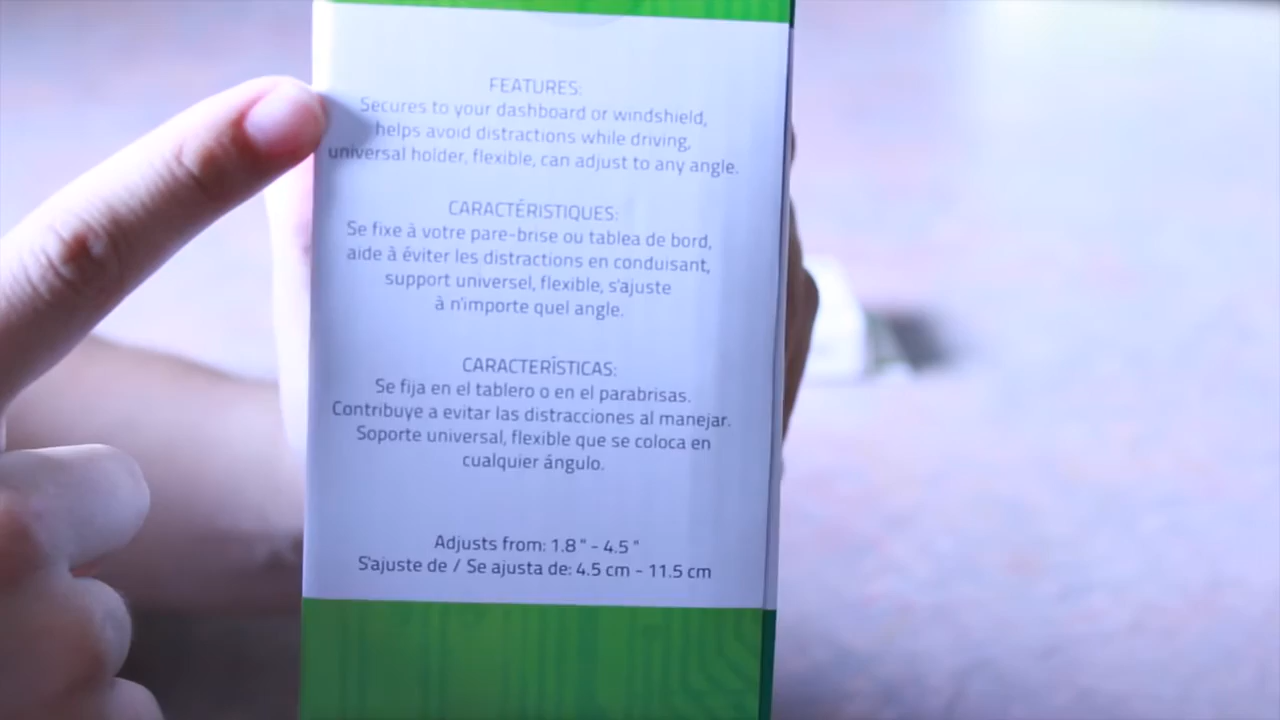 FEATURES:
Secures to your dashboard or windshield,
helps avoid distractions while driving,
universal holder, flexible, can adjust to any angle.
CARACTÉRISTIQUES:
Se fixe à votre pare-brise ou tablea de bord,
aide à éviter les distractions en conduisant,
support universel, flexible, s'ajuste
à n'importe quel angle.
CARACTERÍSTICAS:
Se fija en el tablero o en el parabrisas.
Contribuye a evitar las distracciones al manejar.
Soporte universal, flexible que se coloca en
cualquier ángulo.
Adjusts from: 1.8 " - 4.5 "
S'ajuste de / Se ajusta de: 4.5 cm - 11.5 cm